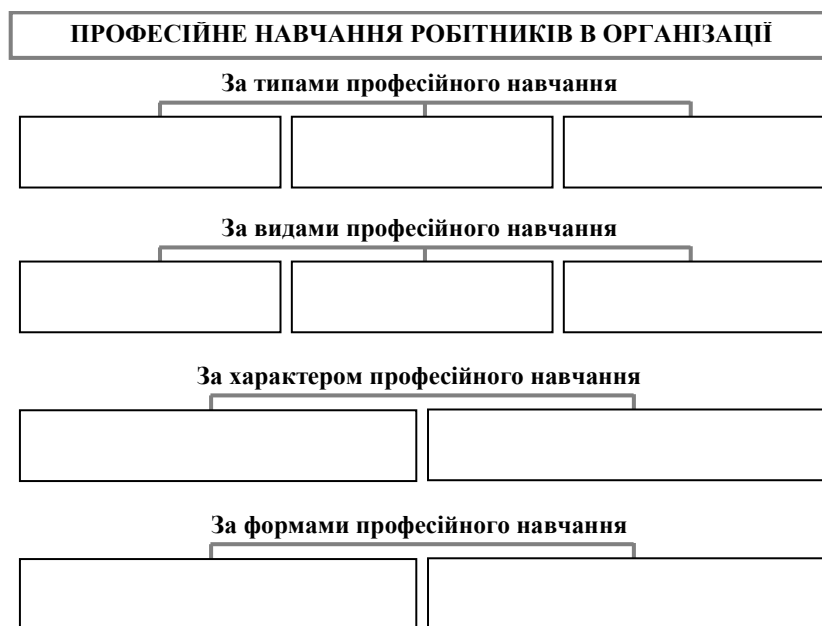 ПРОФЕСІЙНЕ НАВЧАННЯ РОБІТНИКІВ В ОРГАНІЗАЦІЇ
За типами професійного навчання
За видами професійного навчання
За характером професійного навчання
За формами професійного навчання